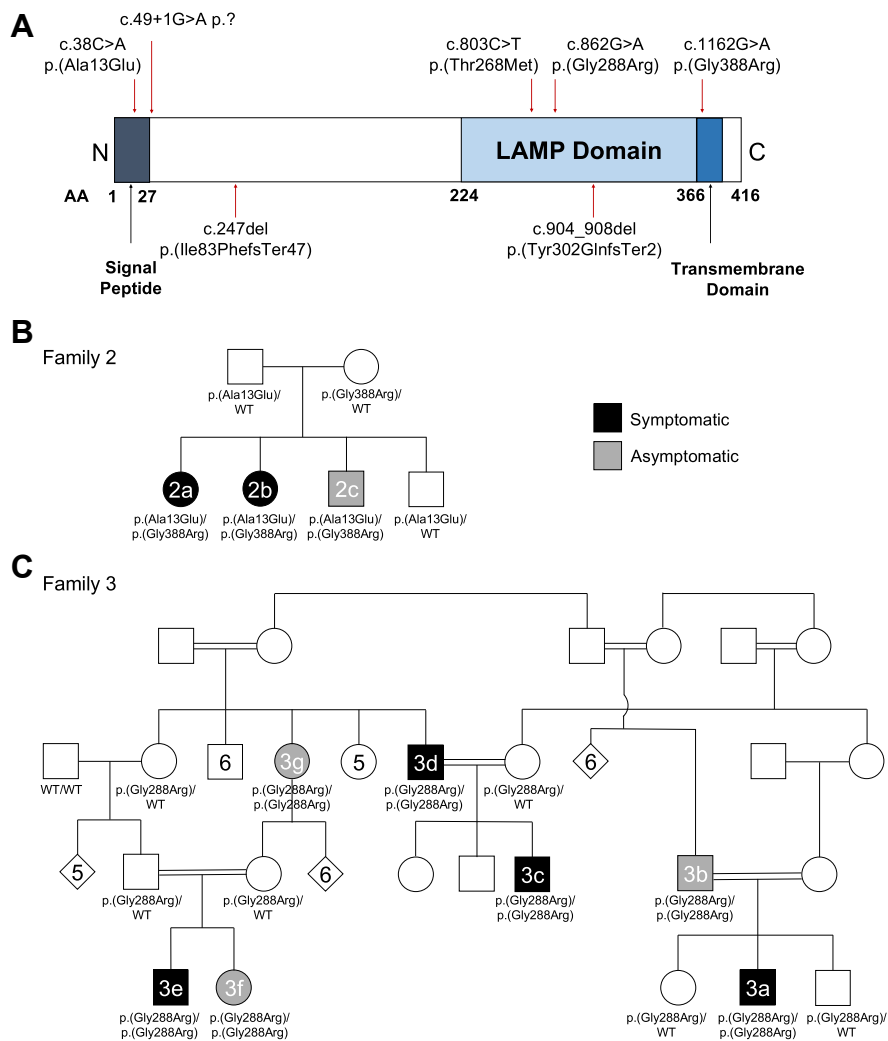 A
c.49+1G>A p.?
c.38C>A
p.(Ala13Glu)
c.803C>T
p.(Thr268Met)
c.862G>A
p.(Gly288Arg)
c.1162G>A
p.(Gly388Arg)
N
LAMP Domain
C
AA 1 27 224 366 416
c.247del
p.(Ile83PhefsTer47)
c.904_908del
p.(Tyr302GlnfsTer2)
Signal
Peptide
Transmembrane
Domain
B
Family 2
p.(Ala13Glu)/
WT
p.(Gly388Arg)/
WT
Symptomatic
Asymptomatic
2a
2b
2c
p.(Ala13Glu)/
p.(Gly388Arg)
p.(Ala13Glu)/
p.(Gly388Arg)
p.(Ala13Glu)/
p.(Gly388Arg)
p.(Ala13Glu)/
WT
C
Family 3
6
3g
5
3d
6
WT/WT
p.(Gly288Arg)/
WT
p.(Gly288Arg)/
p.(Gly288Arg)
p.(Gly288Arg)/
p.(Gly288Arg)
p.(Gly288Arg)/
WT
5
6
3c
3b
p.(Gly288Arg)/
WT
p.(Gly288Arg)/
WT
p.(Gly288Arg)/
p.(Gly288Arg)
p.(Gly288Arg)/
p.(Gly288Arg)
3e
3f
3a
p.(Gly288Arg)/
p.(Gly288Arg)
p.(Gly288Arg)/
p.(Gly288Arg)
p.(Gly288Arg)/
WT
p.(Gly288Arg)/
p.(Gly288Arg)
p.(Gly288Arg)/
WT